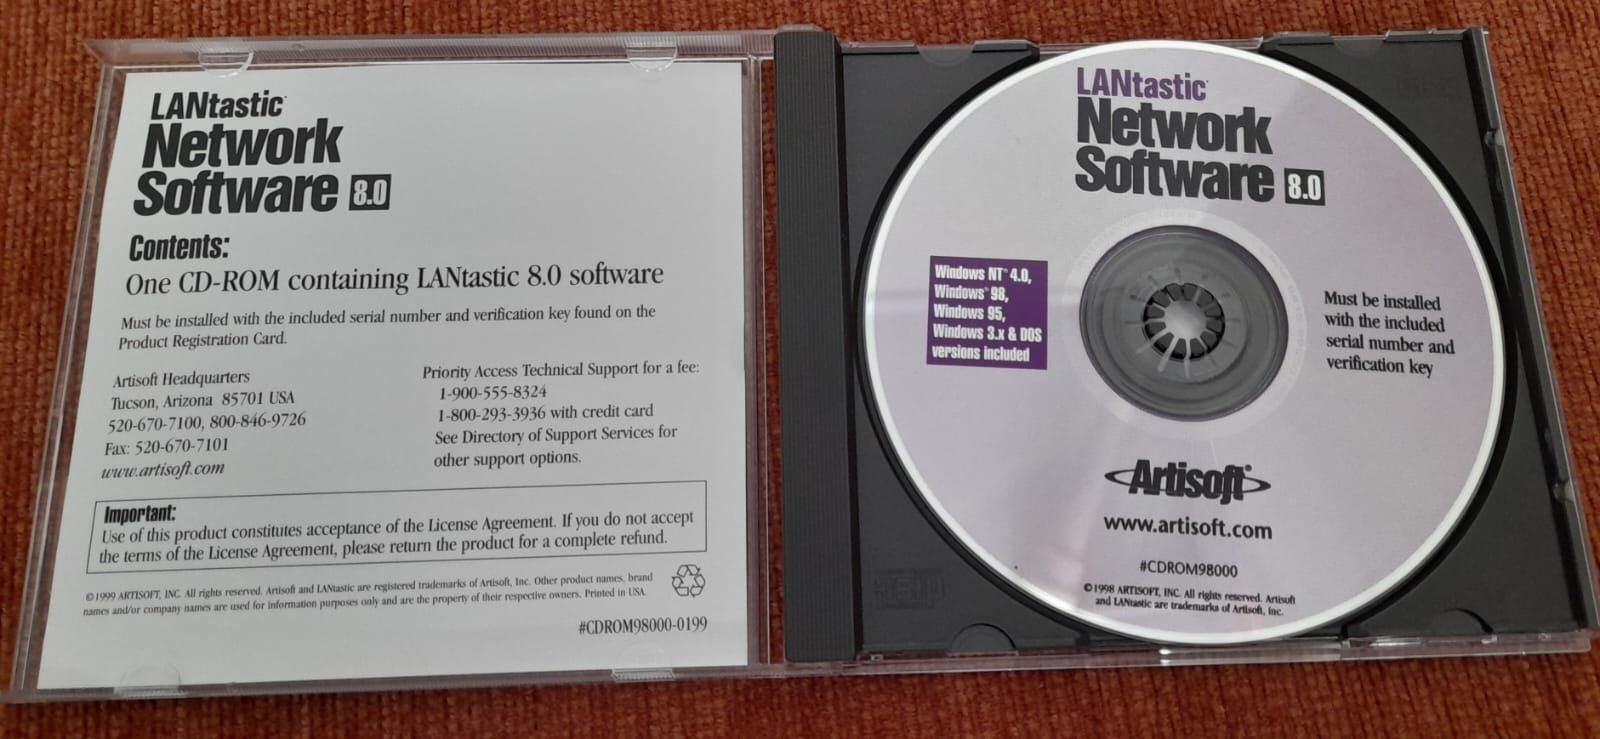 LANtastic
Network
Software 8.0
Contents:
One CD-ROM containing LANtastic 8.0 software
Must be installed with the included serial number and verification key found on the
Product Registration Card.
Artisoft Headquarters
Tucson, Arizona 85701 USA
520-670-7100, 800-846-9726
Fax: 520-670-7101
www.artisoft.com
Priority Access Technical Support for a fee:
1-900-555-8324
1-800-293-3936 with credit card
See Directory of Support Services for
other support options.
Important:
Use of this product constitutes acceptance of the License Agreement. If you do not accept
the terms of the License Agreement, please return the product for a complete refund.
©1999 ARTISOFT, INC. All rights reserved. Artisoft and LANtastic are registered trademarks of Artisoft, Inc. Other product names, brand
names and/or company names are used for information purposes only and are the property of their respective owners. Printed in USA.
#CDROM98000-0199
LANtastic
Network
Software 8.0
Windows NT™ 4.0,
Windows® 98,
Windows 95,
Windows 3.x & DOS
versions included
Must be installed
with the included
serial number and
verification key
Artisoft®
www.artisoft.com
#CDROM98000
©1998 ARTISOFT, INC. All rights reserved. Artisoft
and LANtastic are trademarks of Artisoft, Inc.